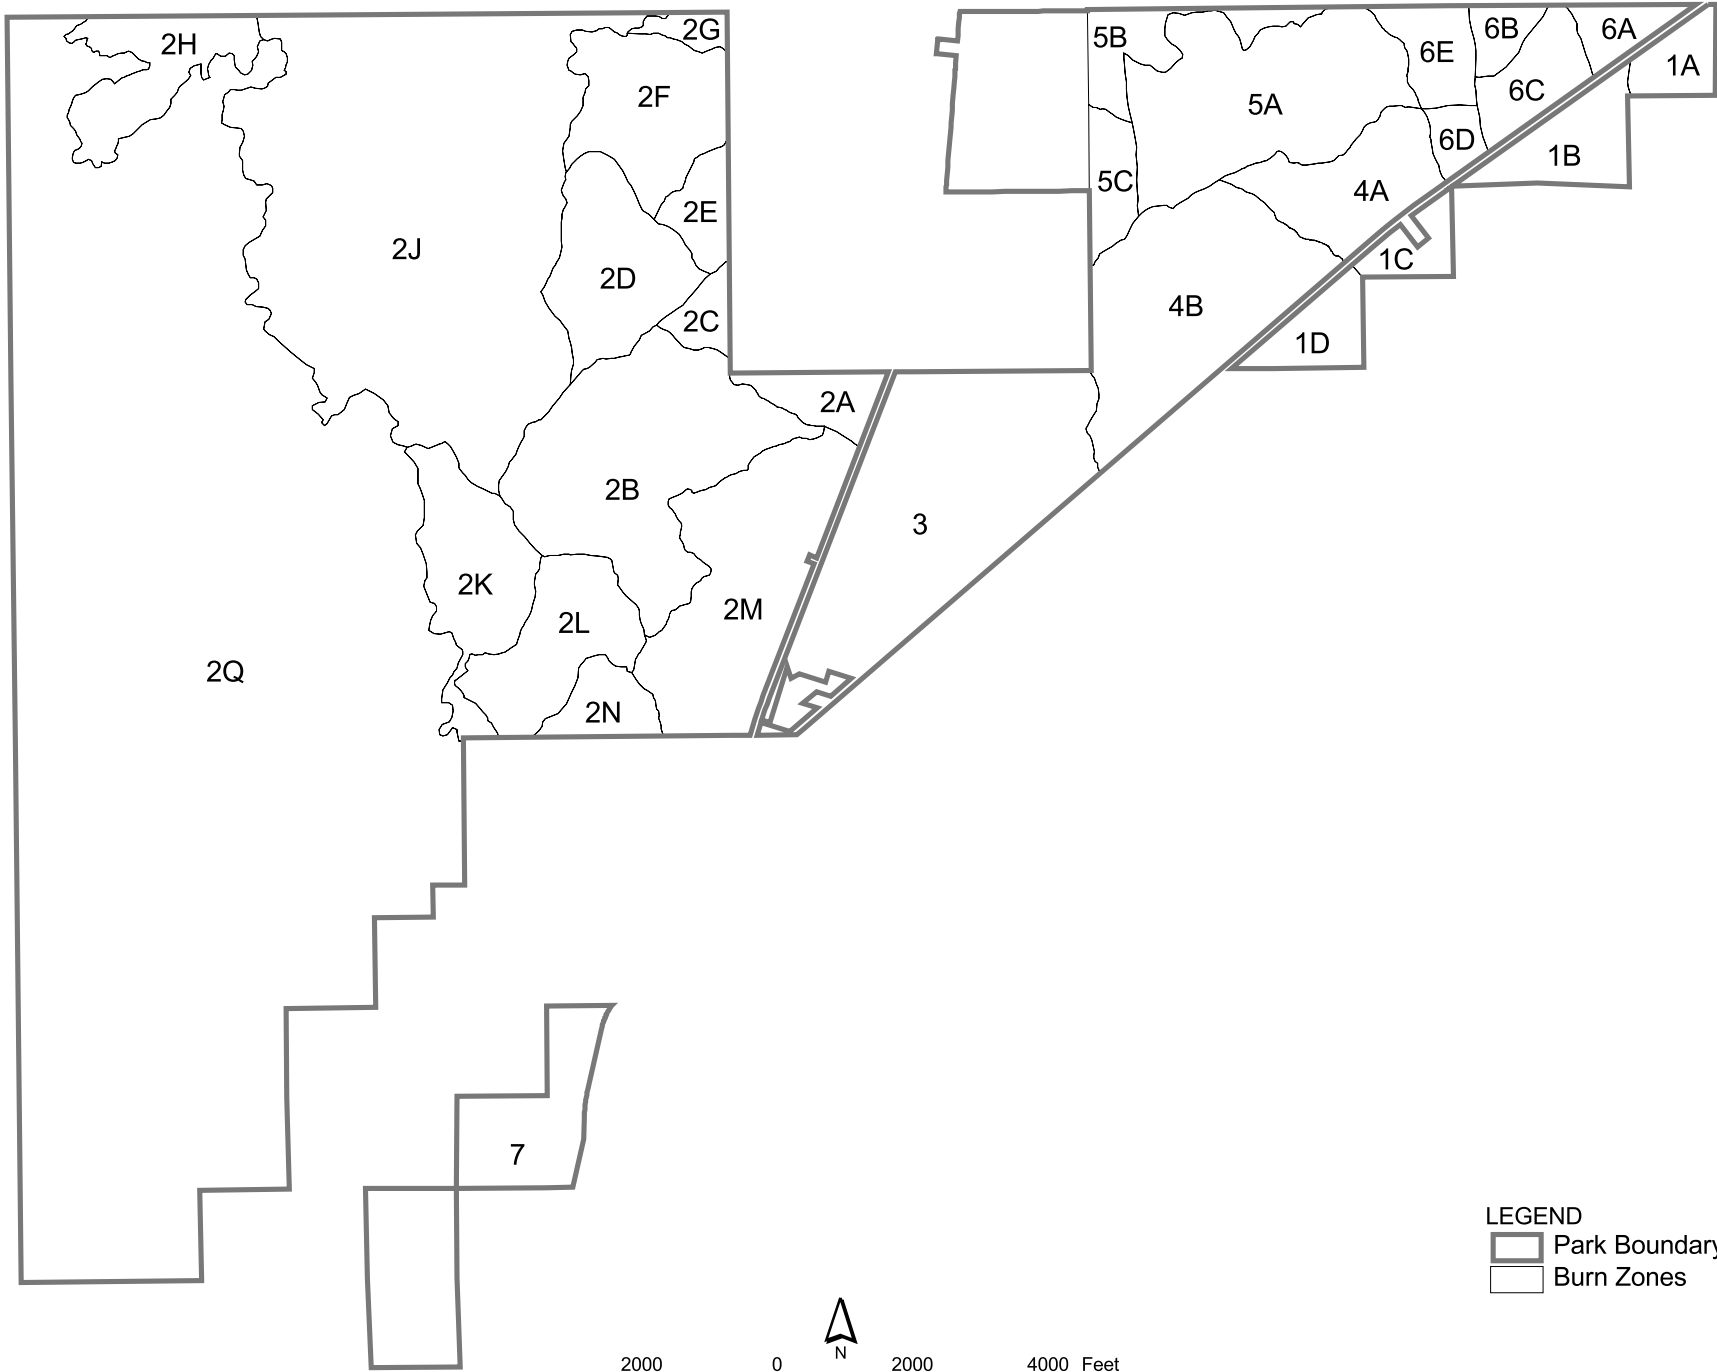 2G
6B
6A
5B
2H
6E
1A
6C
2F
5A
6D
1B
5C
4A
2E
2J
1C
2D
4B
2C
1D
2A
2B
3
2K
2M
2L
2Q
2N
7
LEGEND
Park Boundary
Burn Zones
N
2000 0 2000 4000 Feet